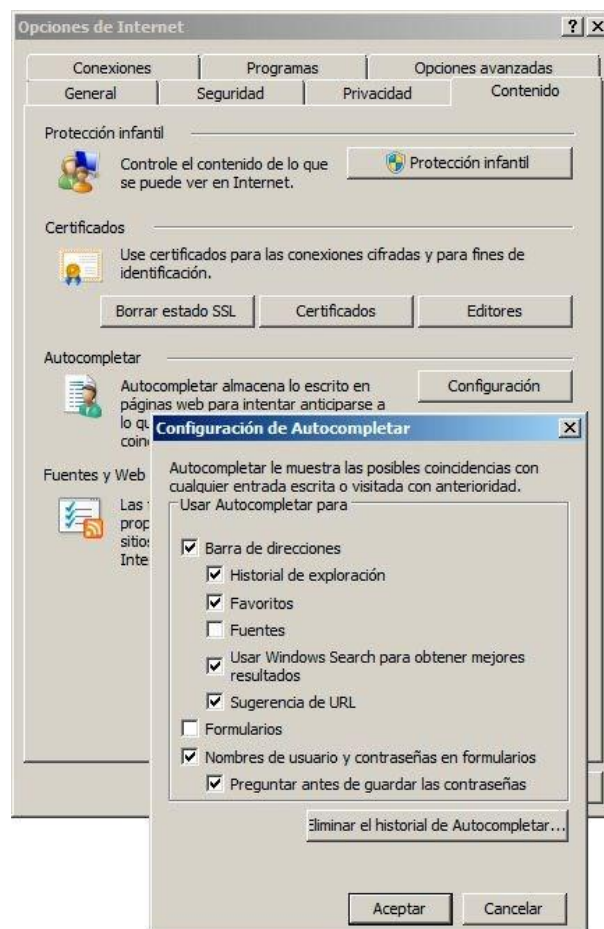 Opciones de Internet
Conexiones Programas Opciones avanzadas
General Seguridad Privacidad Contenido
Protección infantil
Controle el contenido de lo que
se puede ver en Internet.
Protección infantil
Certificados
Use certificados para las conexiones cifradas y para fines de
identificación.
Borrar estado SSL Certificados Editores
Autocompletar
Autocompletar almacena lo escrito en
páginas web para intentar anticiparse a
lo
Configuración
Fuentes y Web
Las
Configuración de Autocompletar
Autocompletar le muestra las posibles coincidencias con
cualquier entrada escrita o visitada con anterioridad.
Usar Autocompletar para
Barra de direcciones
Historial de exploración
Favoritos
Fuentes
Usar Windows Search para obtener mejores
resultados
Sugerencia de URL
Formularios
Nombres de usuario y contraseñas en formularios
Preguntar antes de guardar las contraseñas
Eliminar el historial de Autocompletar...
Aceptar Cancelar